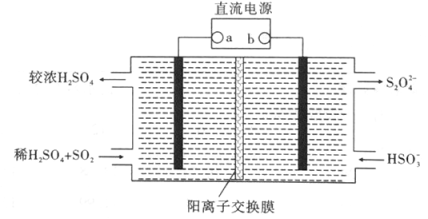 直流电源
a b
较浓H₂SO₄
S₂O₄²⁻
稀H₂SO₄+SO₂
HSO₃⁻
阳离子交换膜